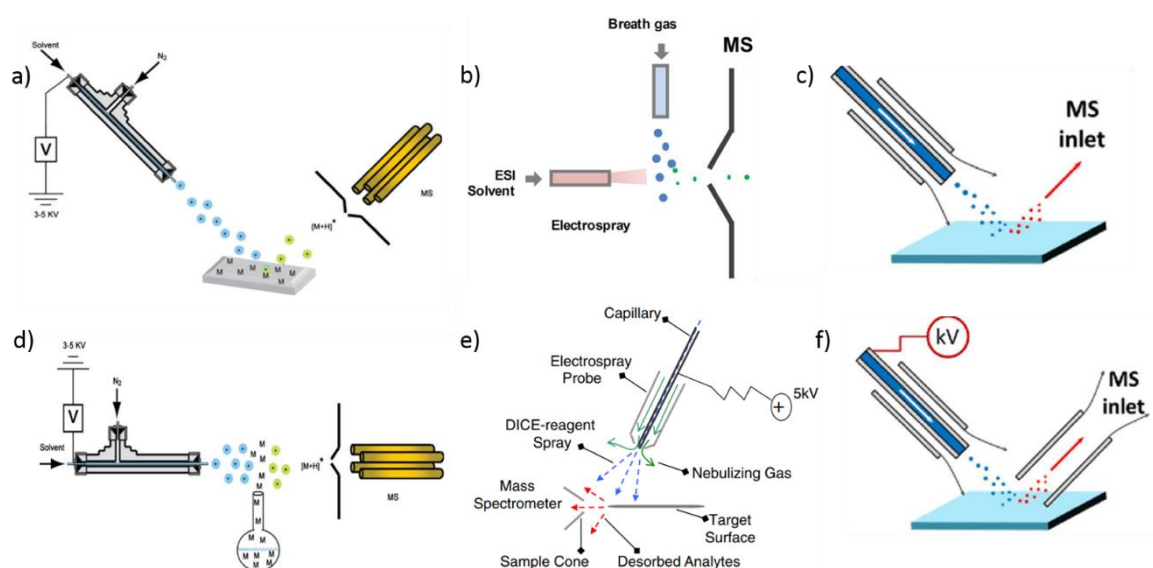 a)
Solvent
N₂
V
3-5 KV
M M M M M M M M
[M+H]⁺
MS
b)
Breath gas
MS
ESI
Solvent
Electrospray
c)
MS
inlet
d)
3-5 KV
N₂
V
Solvent
M
M
M
M
M
M
M M
M M M
[M+H]⁺
MS
e)
Capillary
Electrospray
Probe
5kV
+
DICE-reagent
Spray
Nebulizing Gas
Mass
Spectrometer
Target
Surface
Sample Cone
Desorbed Analytes
f)
kV
MS
inlet